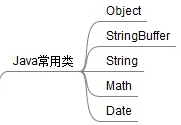 Object
StringBuffer
Java常用类
String
Math
Date